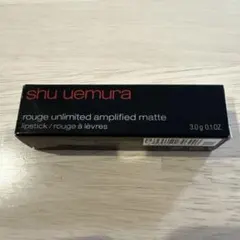 shu uemura
rouge unlimited amplified matte
lipstick / rouge à lèvres 3.0 g 0.1 OZ.